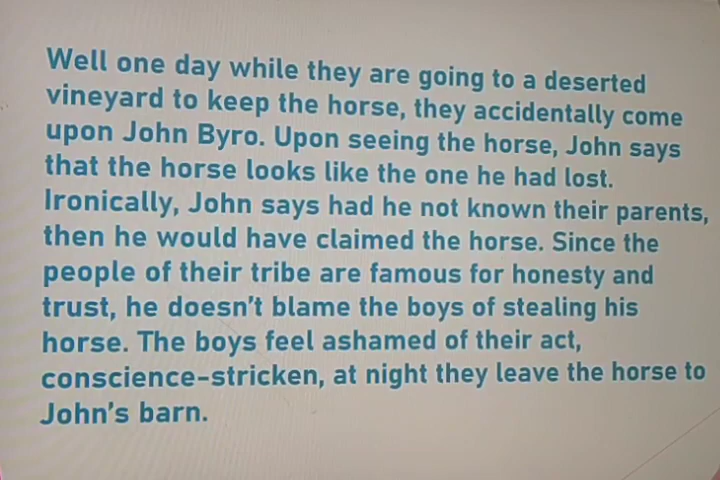 Well one day while they are going to a deserted
vineyard to keep the horse, they accidentally come
upon John Byro. Upon seeing the horse, John says
that the horse looks like the one he had lost.
Ironically, John says had he not known their parents,
then he would have claimed the horse. Since the
people of their tribe are famous for honesty and
trust, he doesn't blame the boys of stealing his
horse. The boys feel ashamed of their act,
conscience-stricken, at night they leave the horse to
John's barn.